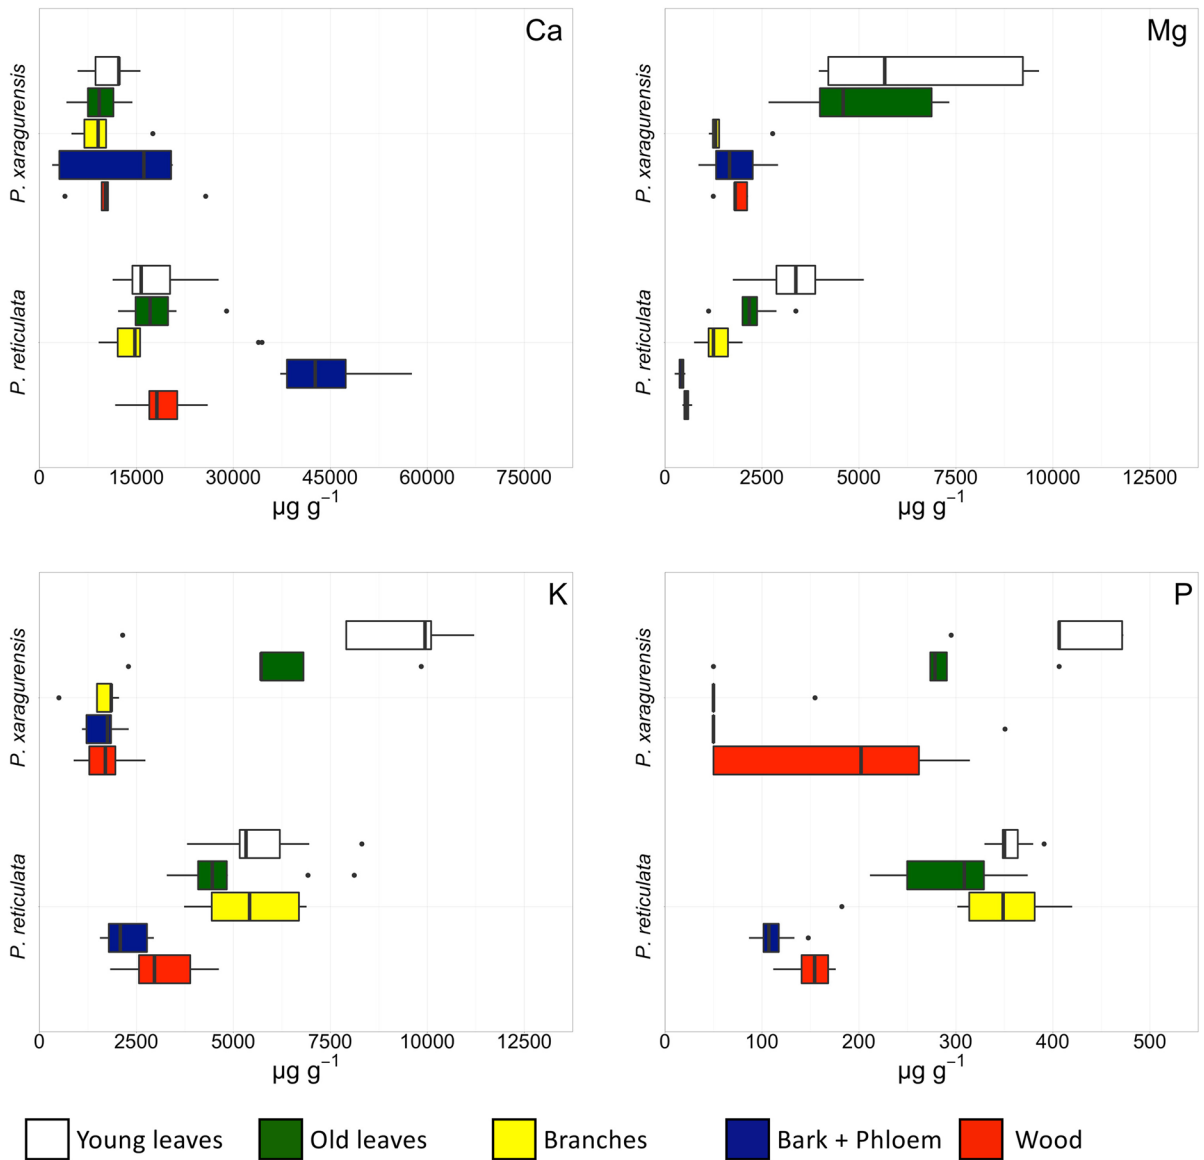 Ca
P. xaragurensis
P. reticulata
0 15000 30000 45000 60000 75000
µg g⁻¹
Mg
P. xaragurensis
P. reticulata
0 2500 5000 7500 10000 12500
µg g⁻¹
K
P. xaragurensis
P. reticulata
0 2500 5000 7500 10000 12500
µg g⁻¹
P
P. xaragurensis
P. reticulata
0 100 200 300 400 500
µg g⁻¹
Young leaves Old leaves Branches Bark + Phloem Wood